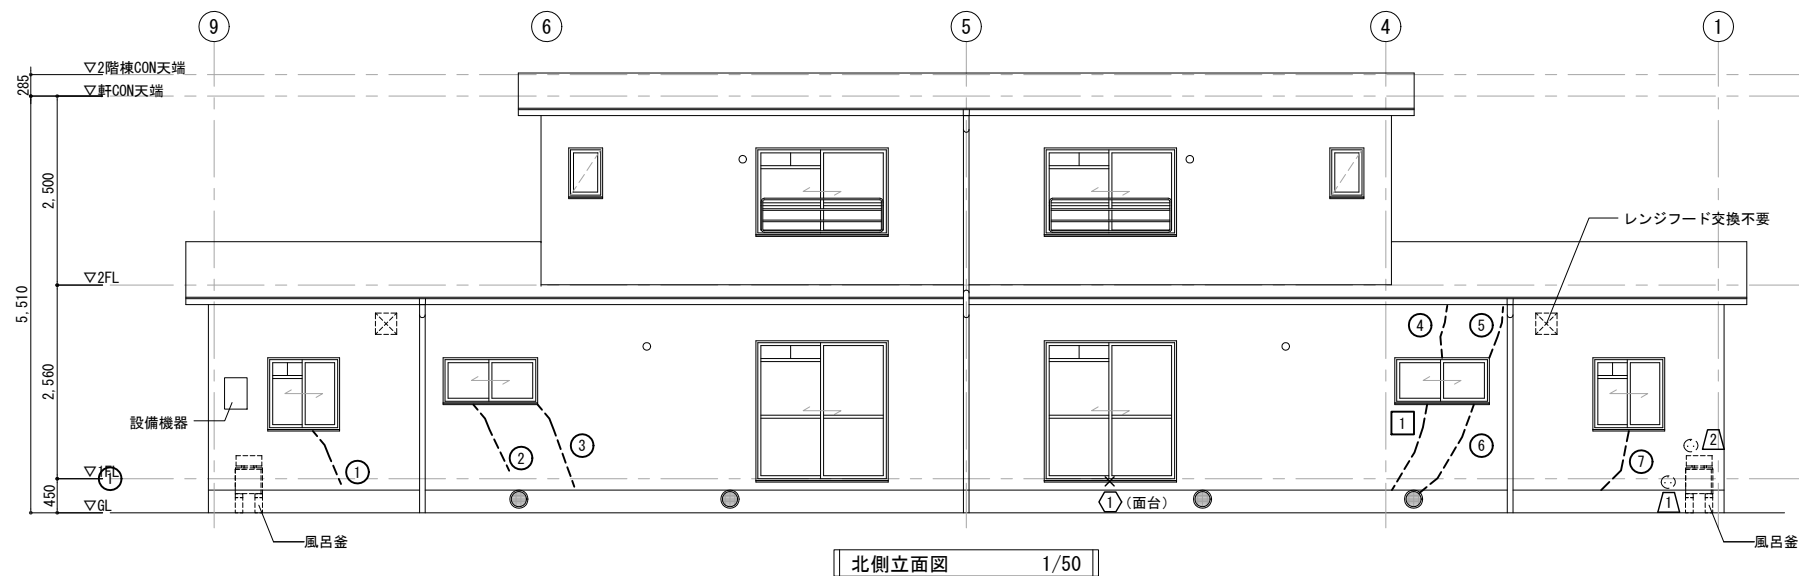 9
6
5
4
1
▽2階棟CON天端
285
▽軒CON天端
2,500
レンジフード交換不要
▽2FL
5,510
4
5
2,560
設備機器
1
2
3
6
7
2
1
▽1FL
1
450
▽GL
1
(面台)
1
風呂釜
風呂釜
北側立面図 1/50